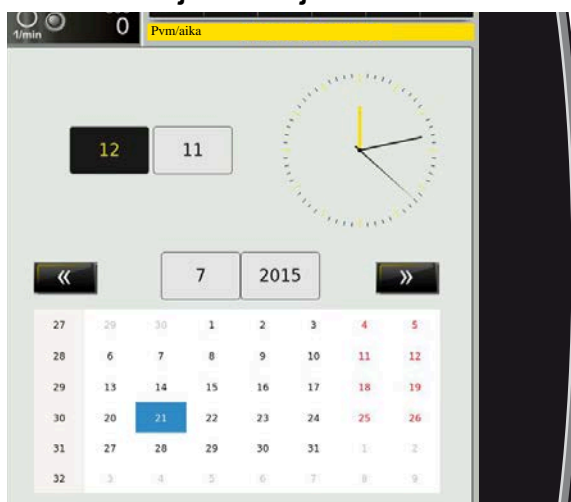 1/min
0
Pvm/aika
12 11
« 7 2015 »
27 29 30 1 2 3 4 5
28 6 7 8 9 10 11 12
29 13 14 15 16 17 18 19
30 20 21 22 23 24 25 26
31 27 28 29 30 31 1 2
32 3 4 5 6 7 8 9